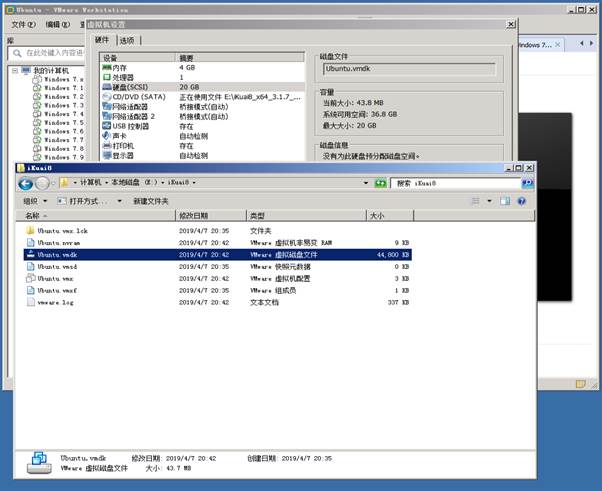 Ubuntu - VMware Workstation
文件(F) 编辑(E)
虚拟机设置
库
在此处键入内容进
我的计算机
Windows 7.x
Windows 7.1
Windows 7.2
Windows 7.3
Windows 7.4
Windows 7.5
Windows 7.6
Windows 7.7
Windows 7.8
Windows 7.9
硬件 选项
设备 摘要
内存 4 GB
处理器 1
硬盘(SCSI) 20 GB
CD/DVD (SATA) 正在使用文件 E:\iKuai8_x64_3.1.7_...
网络适配器 桥接模式(自动)
网络适配器 2 桥接模式(自动)
USB 控制器 存在
声卡 自动检测
打印机 存在
显示器 自动检测
磁盘文件
Ubuntu.vmdk
容量
当前大小: 43.8 MB
系统可用空间: 36.8 GB
最大大小: 20 GB
磁盘信息
没有为此硬盘预分配磁盘空间。
indows 7...
iKuai8
计算机 本地磁盘 (E:) iKuai8
搜索 iKuai8
组织 打开方式... 新建文件夹
名称 修改日期 类型 大小
Ubuntu.vmx.lck 2019/4/7 20:35 文件夹
Ubuntu.nvram 2019/4/7 20:42 VMware 虚拟机非易变 RAM 9 KB
Ubuntu.vmdk 2019/4/7 20:42 VMware 虚拟磁盘文件 44,800 KB
Ubuntu.vmsd 2019/4/7 20:35 VMware 快照元数据 0 KB
Ubuntu.vmx 2019/4/7 20:42 VMware 虚拟机配置 3 KB
Ubuntu.vmxf 2019/4/7 20:35 VMware 组成员 1 KB
vmware.log 2019/4/7 20:42 文本文档 337 KB
Ubuntu.vmdk 修改日期: 2019/4/7 20:42 创建日期: 2019/4/7 20:35
VMware 虚拟磁盘文件 大小: 43.7 MB